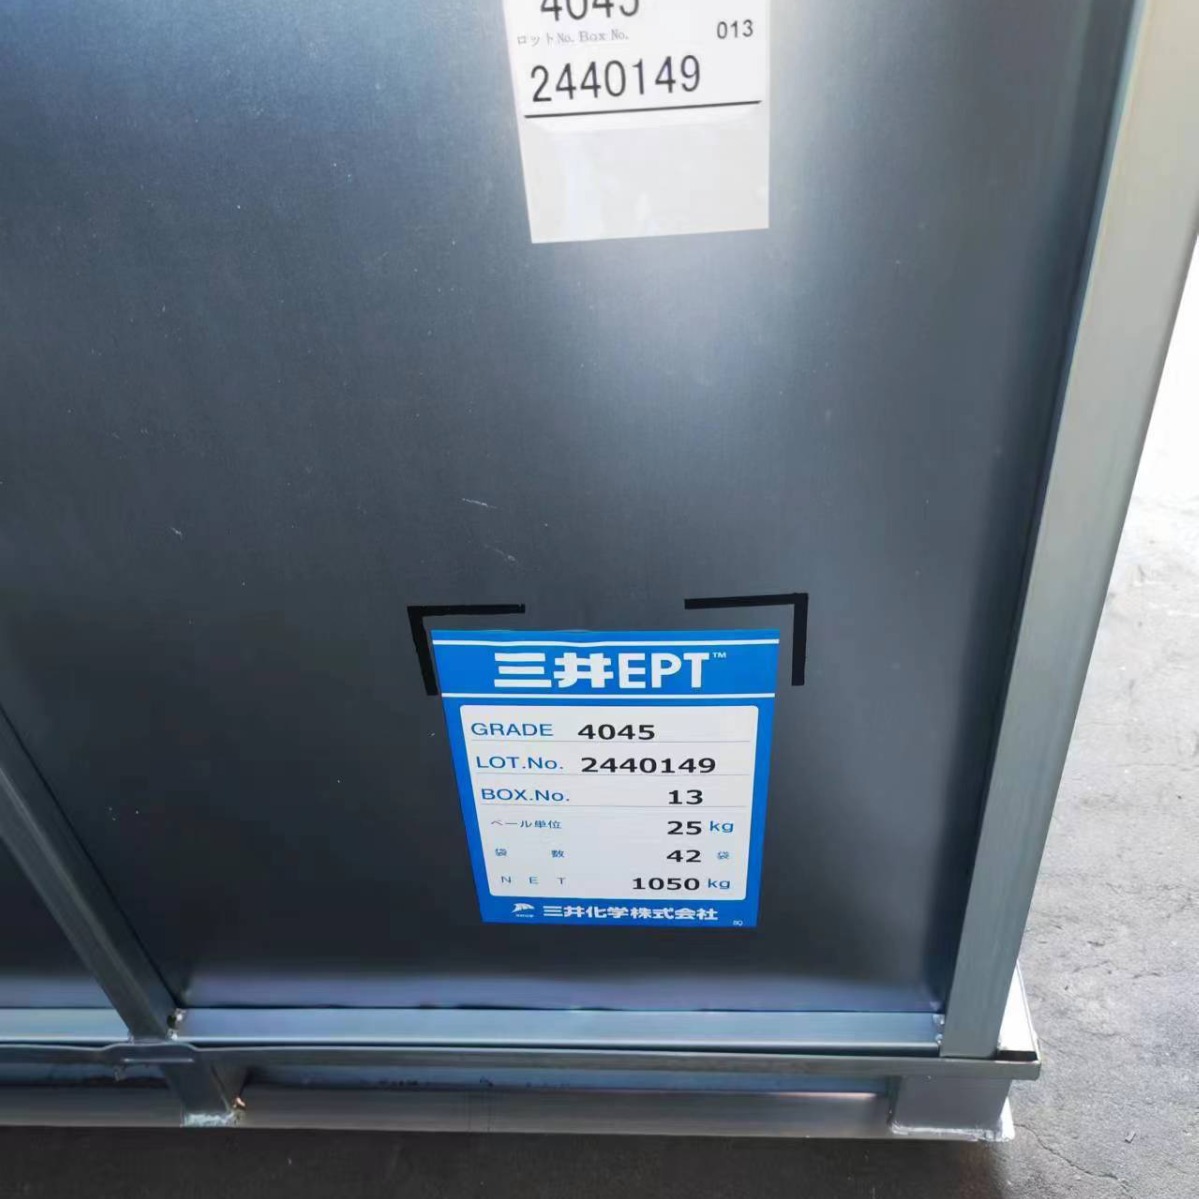 4045
ロットNo. Box No. 013
2440149
三井EPT™
GRADE 4045
LOT.No. 2440149
BOX.No. 13
ベール単位 25 kg
袋 数 42 袋
N E T 1050 kg
三井化学株式会社